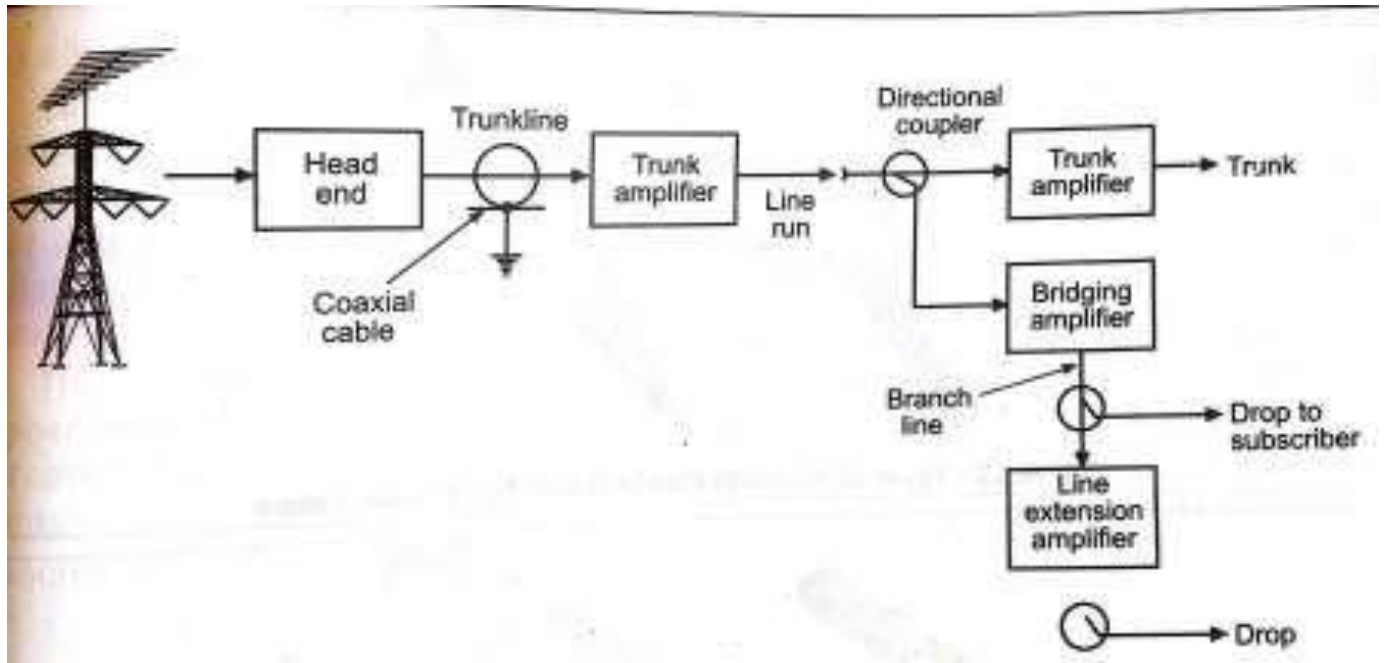 Trunkline
Head
end
Trunk
amplifier
Line
run
Directional
coupler
Trunk
amplifier
Trunk
Coaxial
cable
Bridging
amplifier
Branch
line
Drop to
subscriber
Line
extension
amplifier
Drop